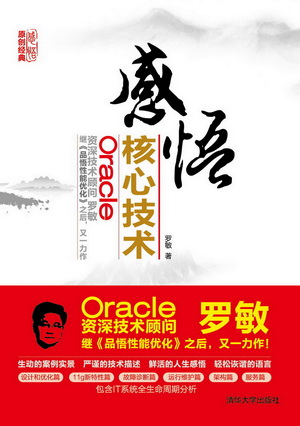 原创经典
感悟
Oracle
核心技术
资深技术顾问 罗敏
继《品悟性能优化》之后，又一力作
罗敏 著
Oracle
资深技术顾问
罗敏
继《品悟性能优化》之后，又一力作！
生动的案例实景 严谨的技术描述 鲜活的人生感悟 轻松诙谐的语言
设计和优化篇 11g新特性篇 故障诊断篇 运行维护篇 架构篇 服务篇
包含IT系统全生命周期分析
清华大学出版社